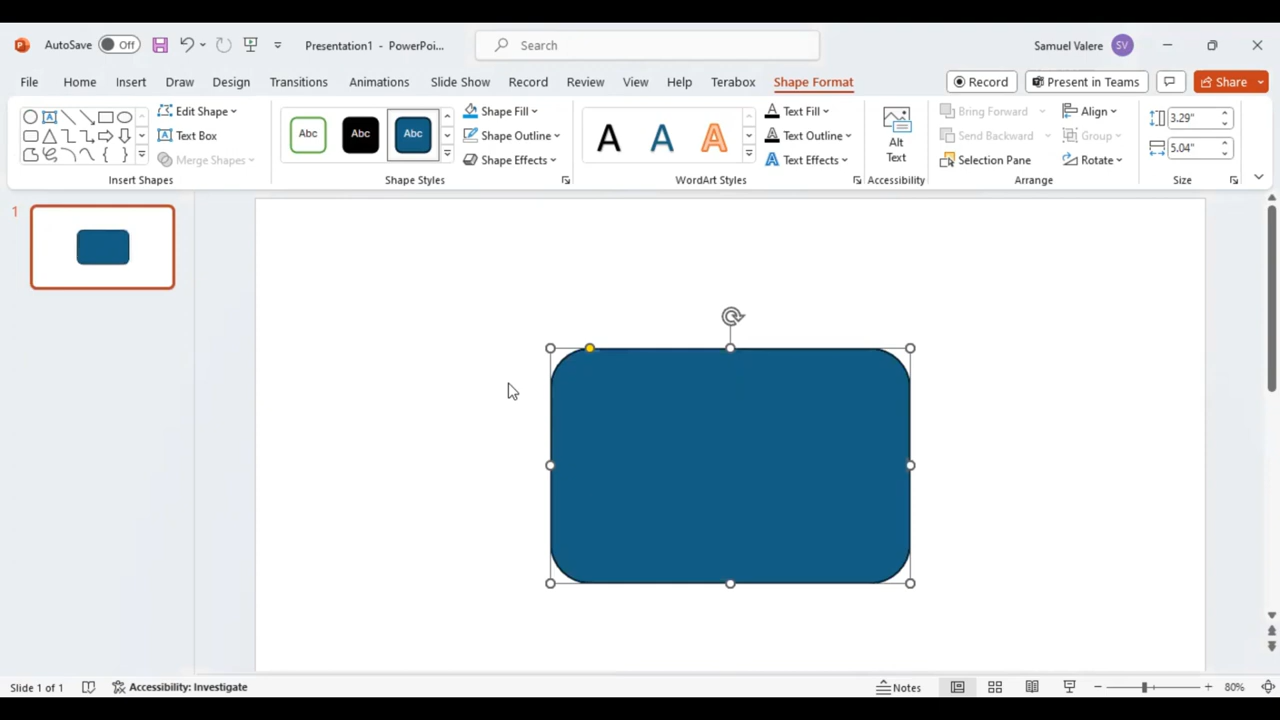 AutoSave Off Presentation1 - PowerPoi... Search Samuel Valere SV
File Home Insert Draw Design Transitions Animations Slide Show Record Review View Help Terabox Shape Format Record Present in Teams Share
Edit Shape Abc Abc Abc Shape Fill A A A Text Fill Bring Forward Align 3.29"
Text Box Shape Outline Text Outline Alt Text Send Backward Group
Merge Shapes Shape Effects Text Effects Selection Pane Rotate 5.04"
Insert Shapes Shape Styles WordArt Styles Accessibility Arrange Size
1
Slide 1 of 1 Accessibility: Investigate Notes 80%